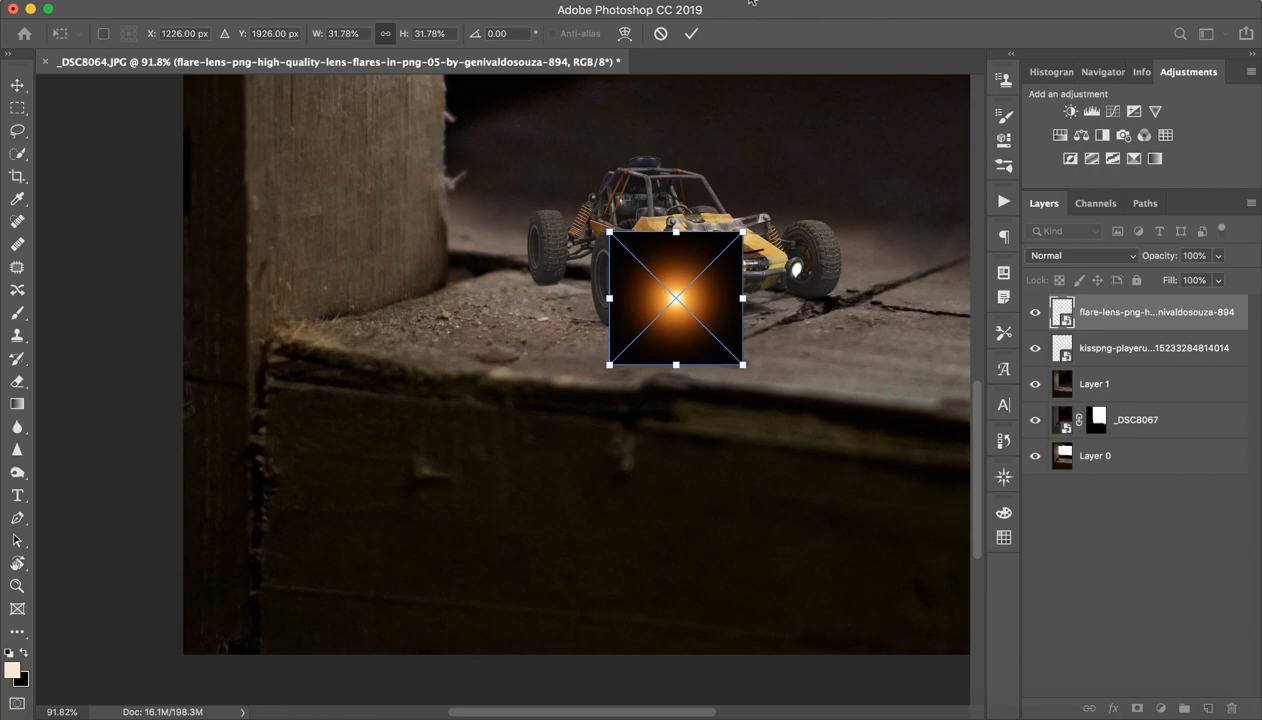 Adobe Photoshop CC 2019
X: 1226.00 px Y: 1926.00 px W: 31.78% H: 31.78% 0.00 ° Anti-alias
_DSC8064.JPG @ 91.8% (flare-lens-png-high-quality-lens-flares-in-png-05-by-genivaldosouza-894, RGB/8*) *
Histogran Navigator Info Adjustments
Add an adjustment
Layers Channels Paths
Kind
Normal Opacity: 100%
Lock: Fill: 100%
flare-lens-png-h...nivaldosouza-894
kisspng-playeru...15233284814014
Layer 1
_DSC8067
Layer 0
91.82% Doc: 16.1M/198.3M